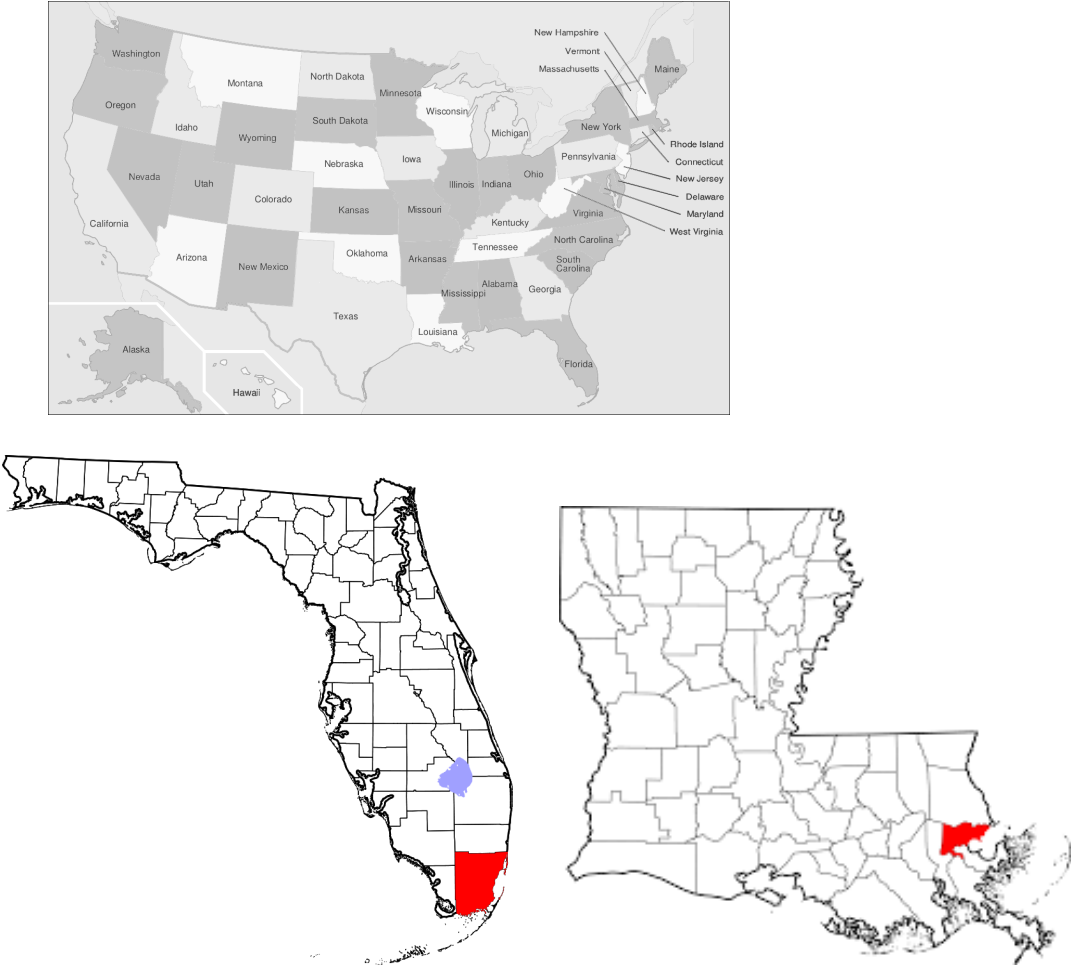 New Hampshire
Vermont
Massachusetts
Washington
Montana
North Dakota
Minnesota
Maine
Oregon
Idaho
Wyoming
South Dakota
Wisconsin
Michigan
New York
Rhode Island
Connecticut
New Jersey
Delaware
Maryland
West Virginia
Nevada
Utah
Colorado
Nebraska
Iowa
Illinois
Indiana
Ohio
Pennsylvania
California
Kansas
Missouri
Kentucky
Virginia
Arizona
New Mexico
Oklahoma
Arkansas
Tennessee
North Carolina
South
Carolina
Texas
Louisiana
Mississippi
Alabama
Georgia
Florida
Alaska
Hawaii